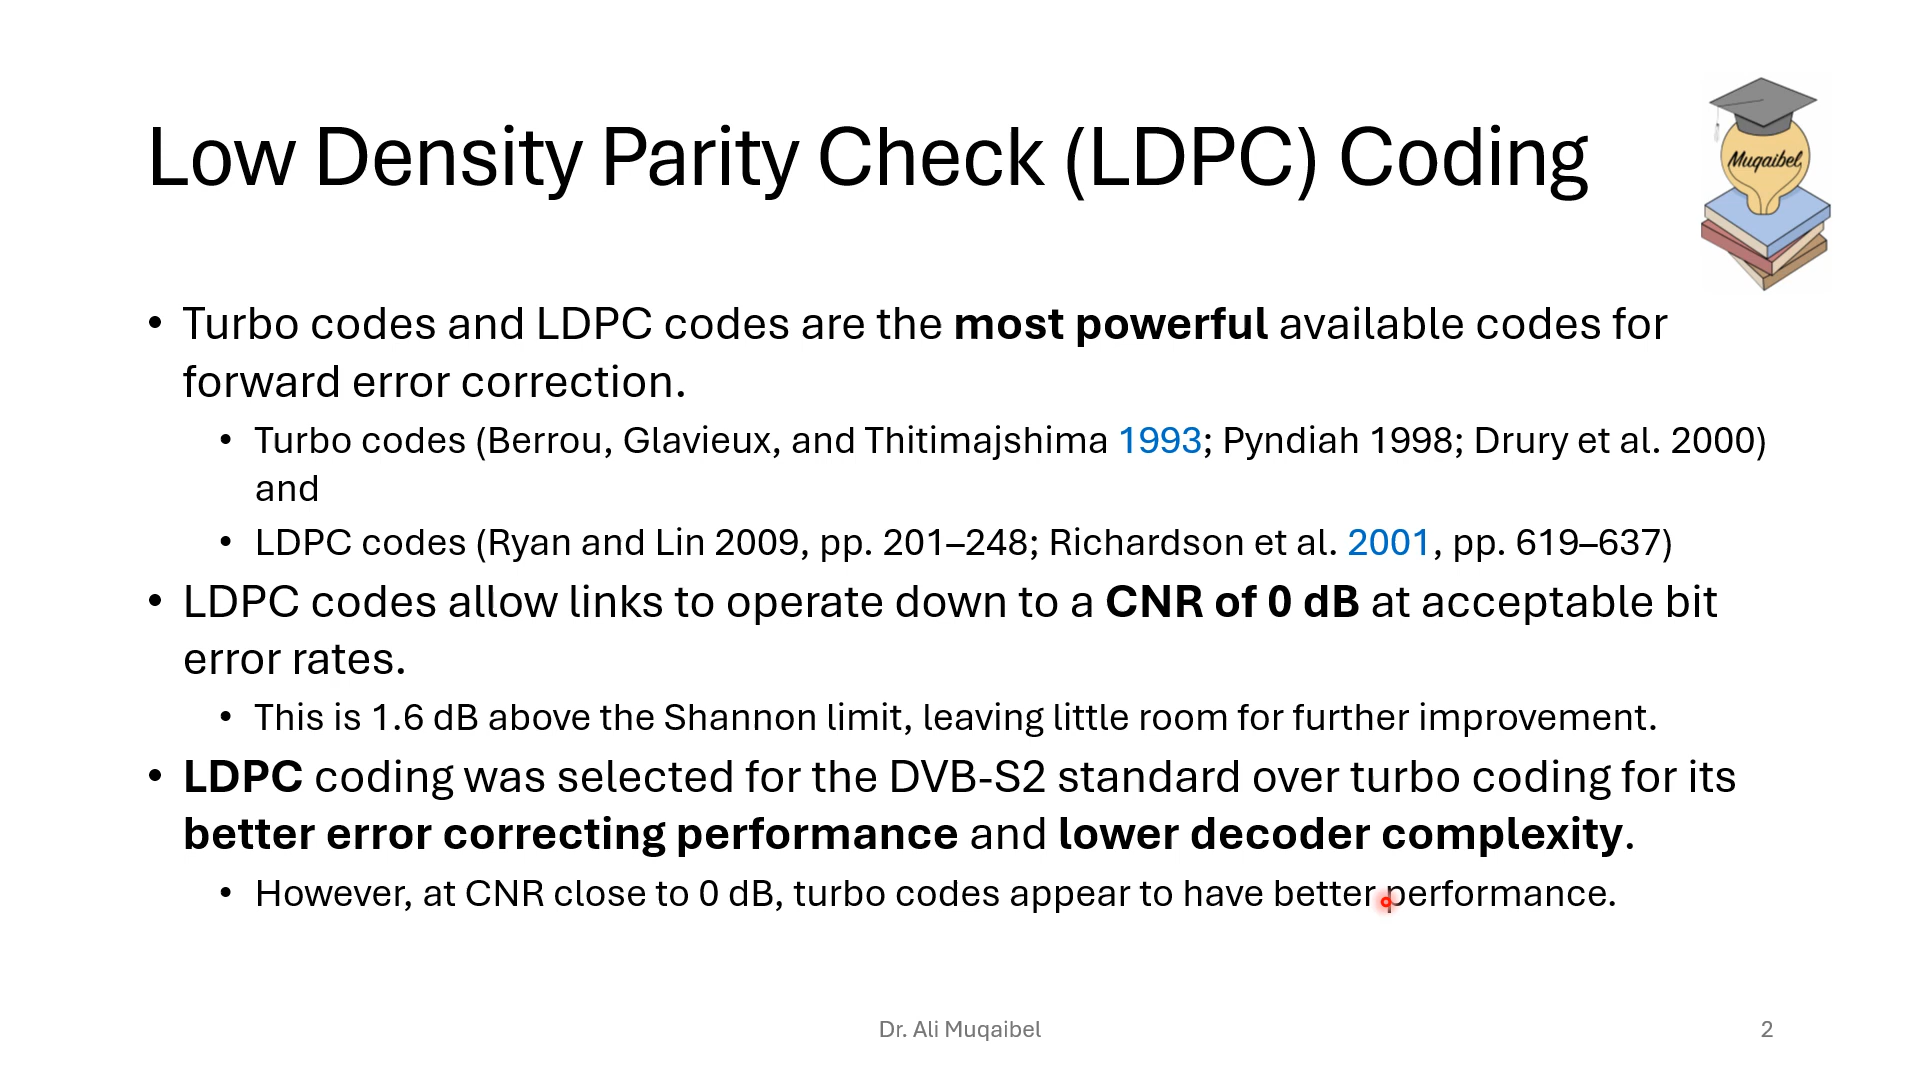 Low Density Parity Check (LDPC) Coding
Muqaibel
• Turbo codes and LDPC codes are the most powerful available codes for
forward error correction.
• Turbo codes (Berrou, Glavieux, and Thitimajshima 1993; Pyndiah 1998; Drury et al. 2000)
and
• LDPC codes (Ryan and Lin 2009, pp. 201–248; Richardson et al. 2001, pp. 619–637)
• LDPC codes allow links to operate down to a CNR of 0 dB at acceptable bit
error rates.
• This is 1.6 dB above the Shannon limit, leaving little room for further improvement.
• LDPC coding was selected for the DVB-S2 standard over turbo coding for its
better error correcting performance and lower decoder complexity.
• However, at CNR close to 0 dB, turbo codes appear to have better performance.
Dr. Ali Muqaibel
2